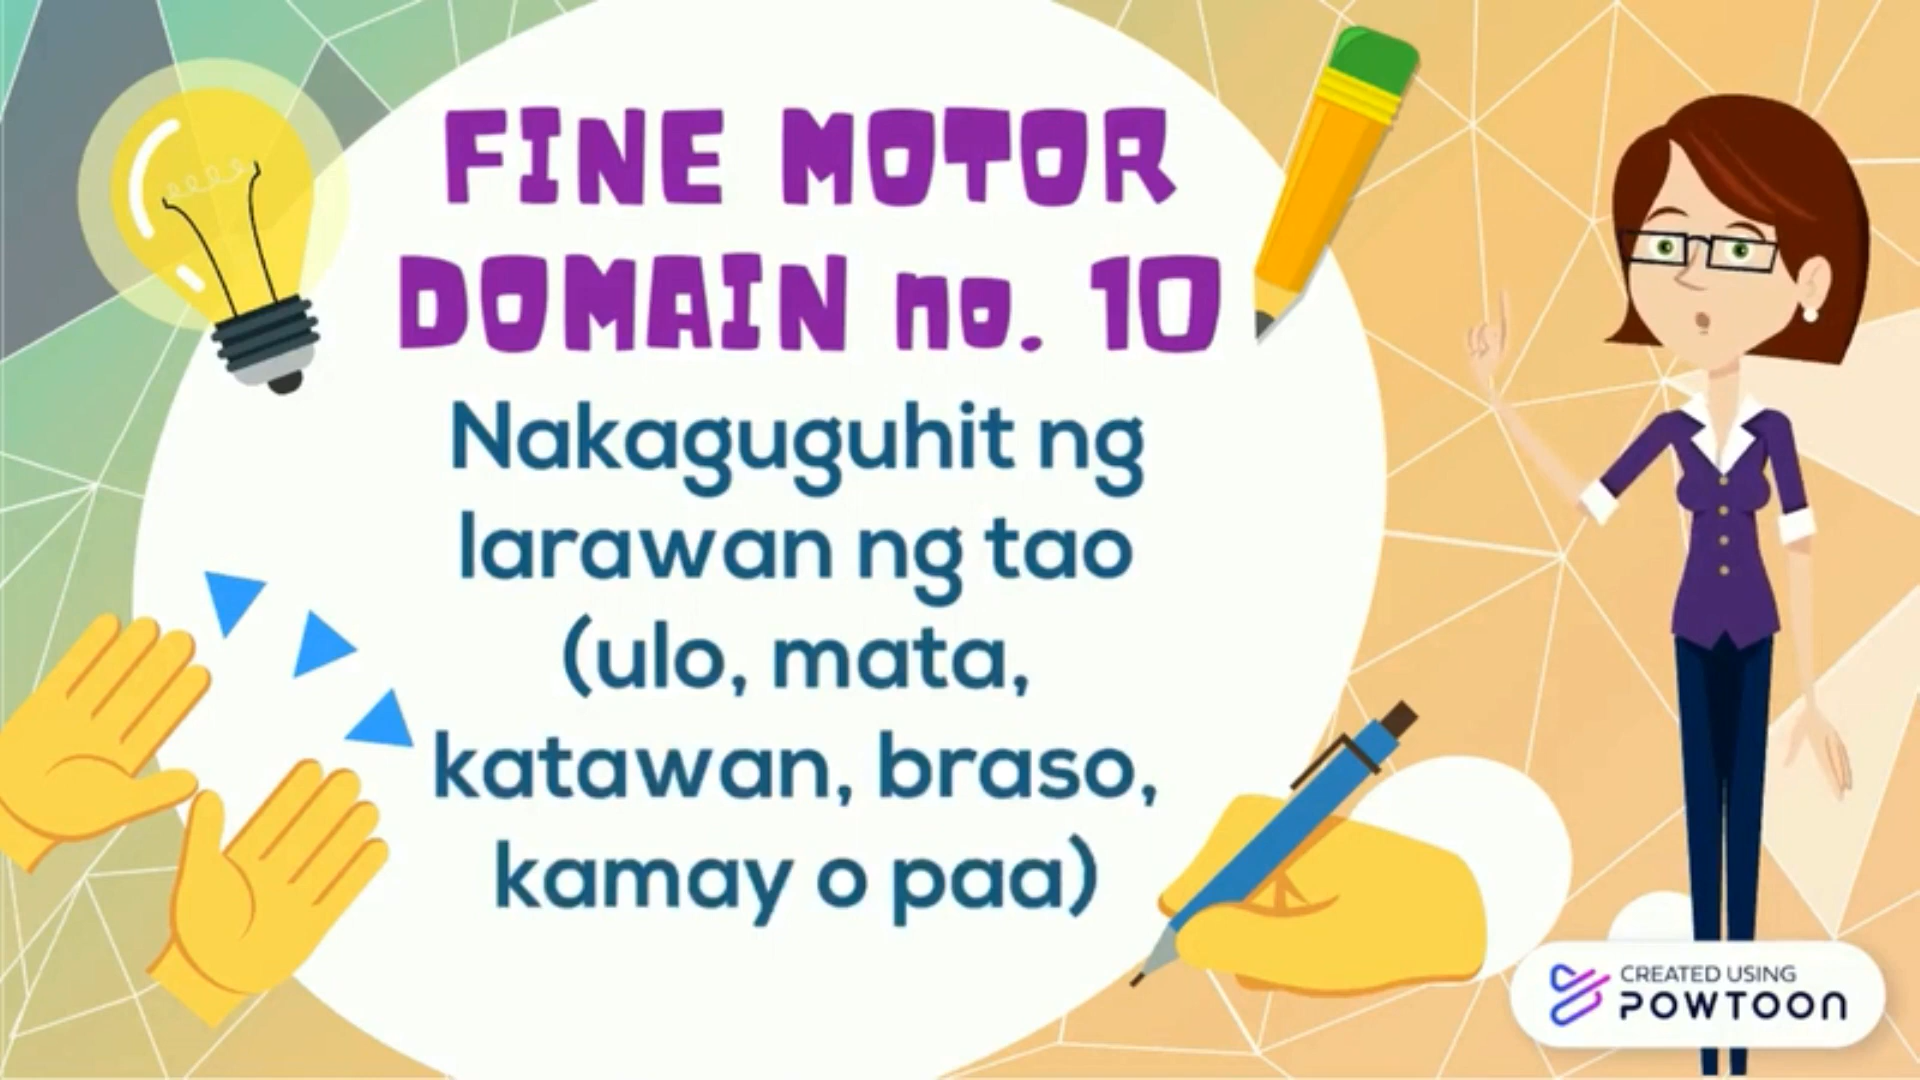 FINE MOTOR
DOMAIN no. 10
Nakaguguhit ng
larawan ng tao
(ulo, mata,
katawan, braso,
kamay o paa)
CREATED USING
POWTOON